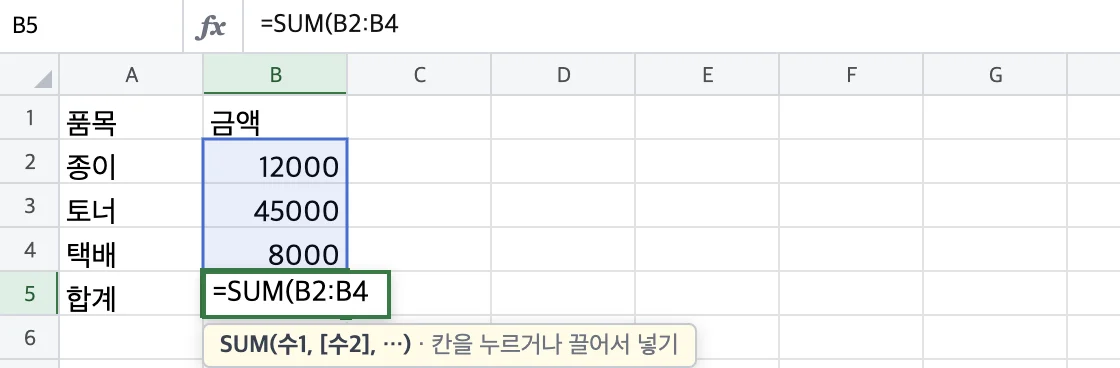 B5 fx =SUM(B2:B4
A B C D E F G
1 품목 금액
2 종이 12000
3 토너 45000
4 택배 8000
5 합계 =SUM(B2:B4
6
SUM(수1, [수2], ⋯) · 칸을 누르거나 끌어서 넣기